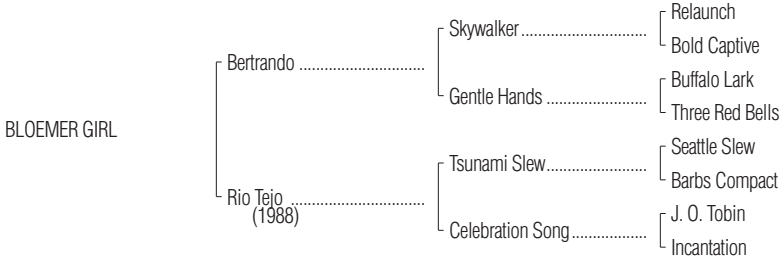 Relaunch
Skywalker ..................................
Bold Captive
Bertrando ..................................
Buffalo Lark
Gentle Hands ...........................
Three Red Bells
BLOEMER GIRL
Seattle Slew
Tsunami Slew...........................
Barbs Compact
Rio Tejo ....................................
(1988)
J. O. Tobin
Celebration Song....................
Incantation